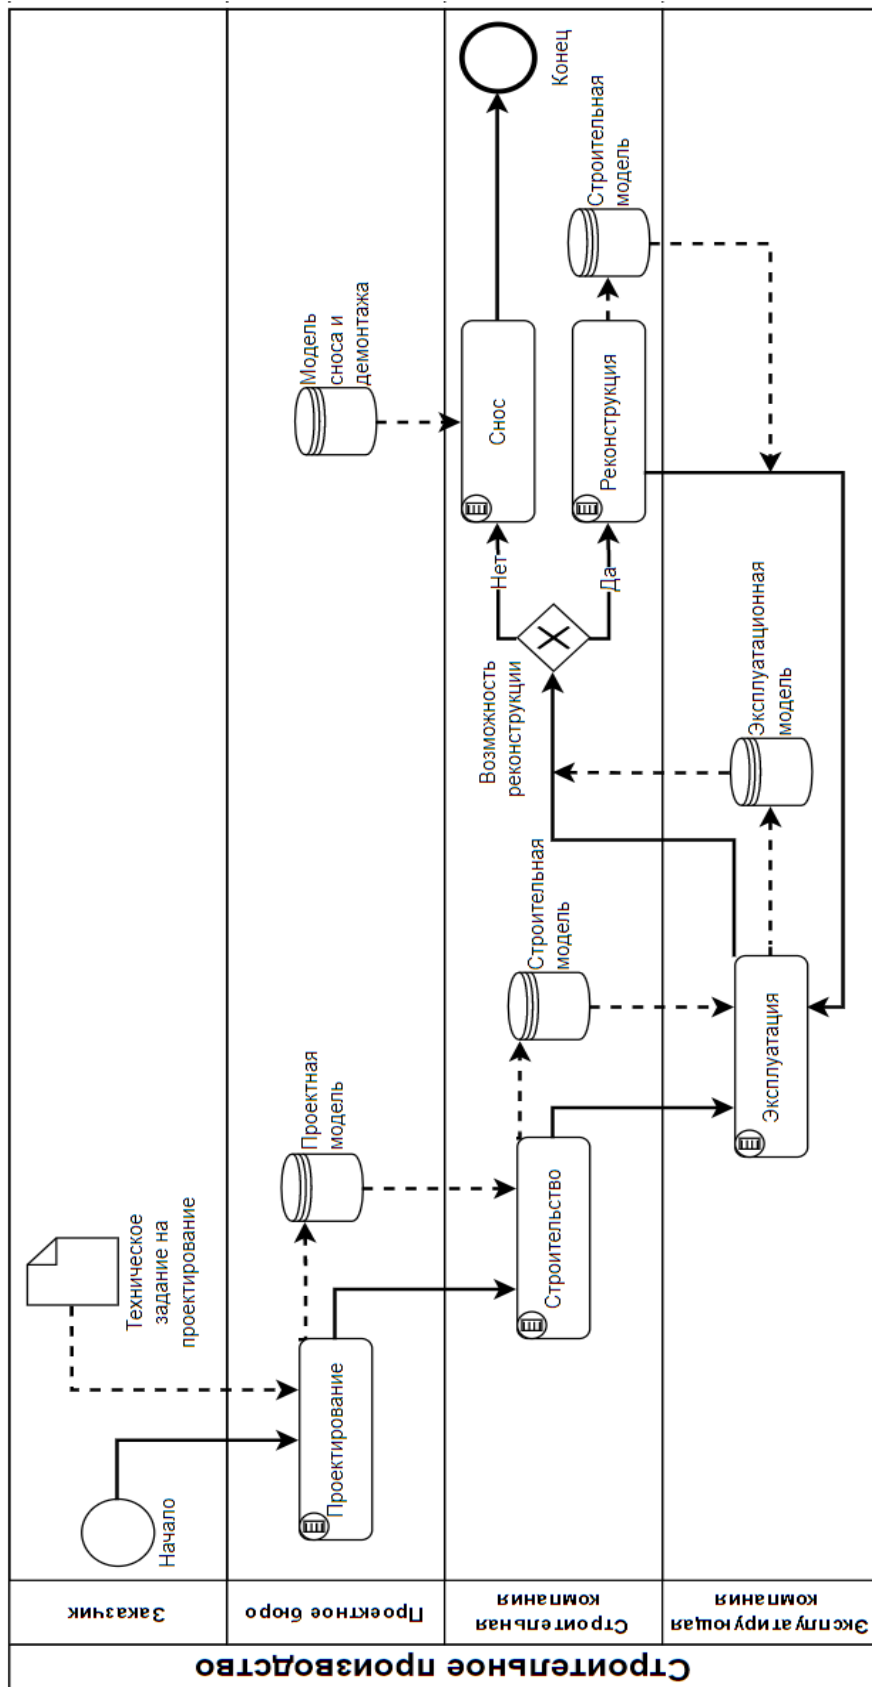 Строительное производство
Заказчик
Проектное бюро
Строительная
компания
Эксплуатирующая
компания
Начало
Техническое
задание на
проектирование
Проектирование
Проектная
модель
Строительство
Строительная
модель
Эксплуатация
Эксплуатационная
модель
Возможность
реконструкции
Нет
Да
Модель
сноса и
демонтажа
Снос
Реконструкция
Строительная
модель
Конец